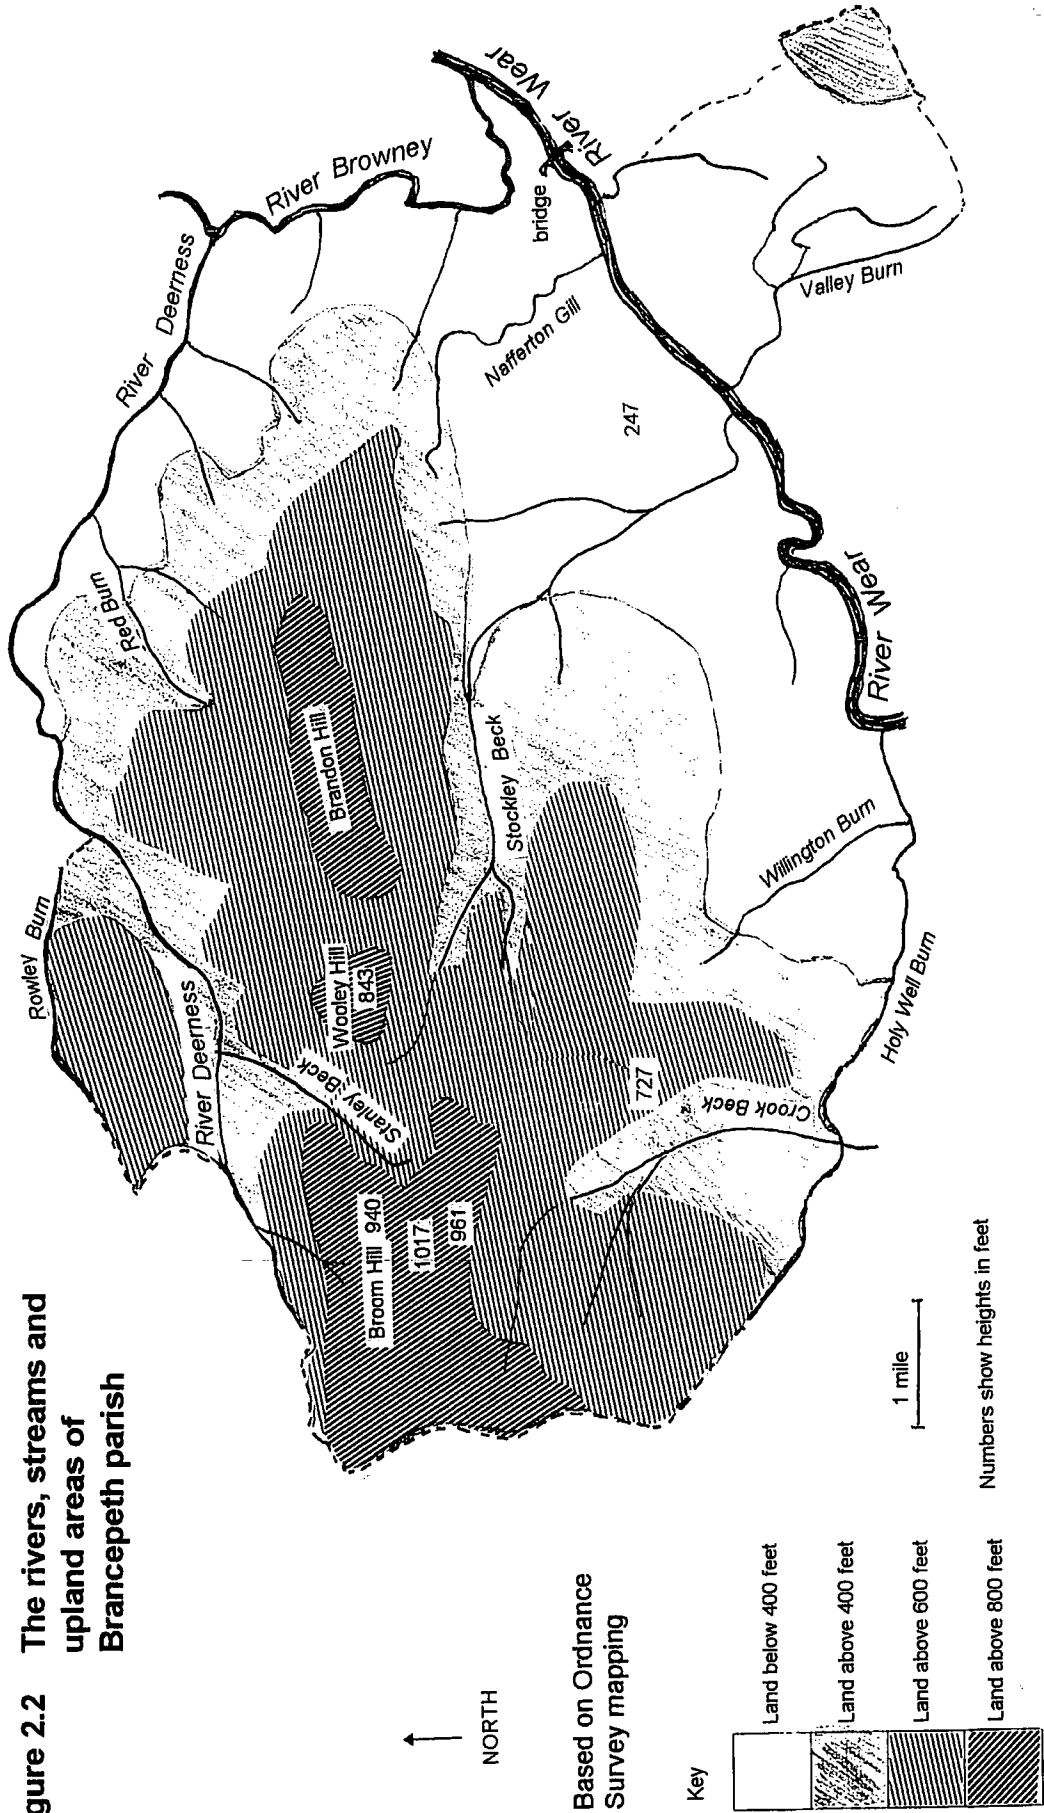 gure 2.2 The rivers, streams and
upland areas of
Brancepeth parish
Rowley Burn
River Deerness
Red Burn
River Deerness
River Browney
River Wear
River Wear
bridge
Stanley Beck
Wooley Hill
843
Brandon Hill
Broom Hill 940
1017
961
Stockley Beck
Nafferton Gill
247
Valley Burn
727
Crook Beck
Willington Burn
Holy Well Burn
River Wear
NORTH
Based on Ordnance
Survey mapping
1 mile
Numbers show heights in feet
Key
Land below 400 feet
Land above 400 feet
Land above 600 feet
Land above 800 feet